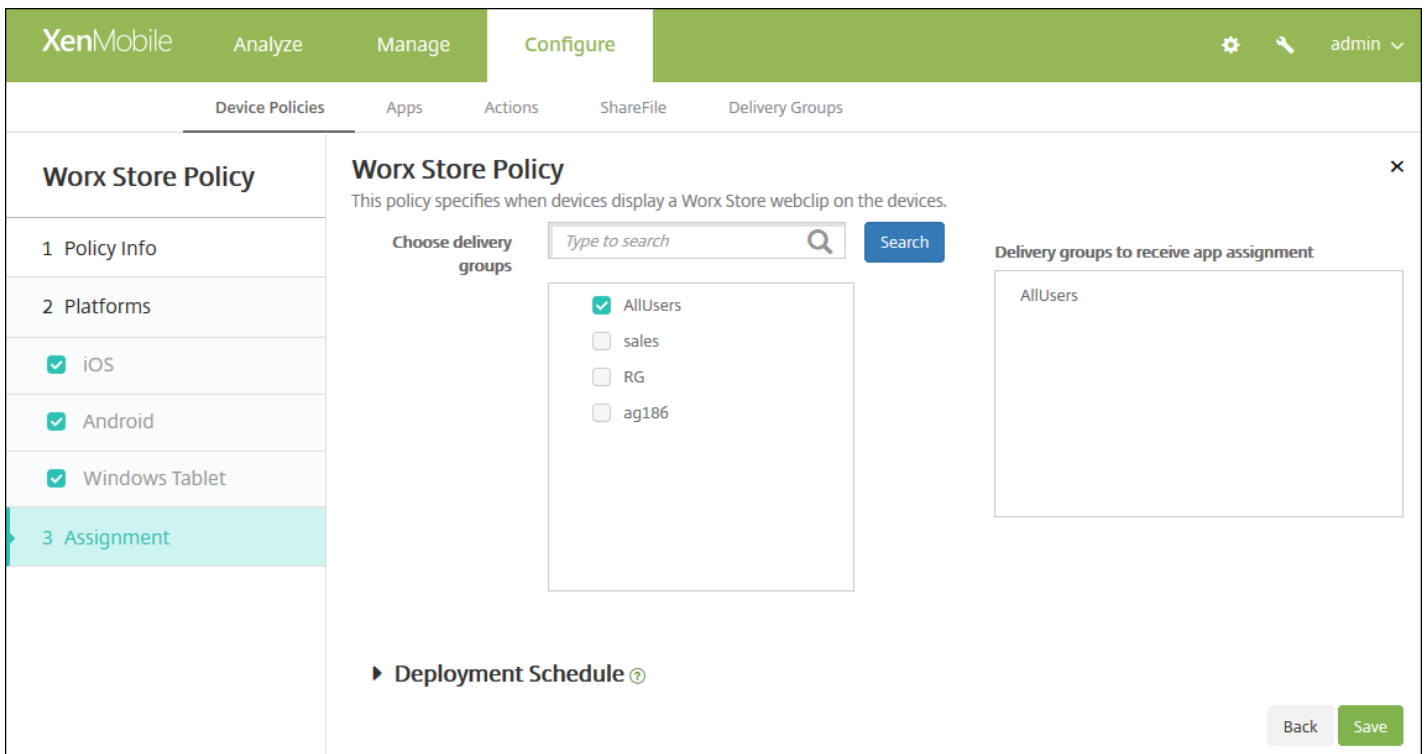 XenMobile Analyze Manage Configure admin
Device Policies Apps Actions ShareFile Delivery Groups
Worx Store Policy
1 Policy Info
2 Platforms
iOS
Android
Windows Tablet
3 Assignment
Worx Store Policy
This policy specifies when devices display a Worx Store webclip on the devices.
Choose delivery
groups
Type to search
Search
AllUsers
sales
RG
ag186
Delivery groups to receive app assignment
AllUsers
Deployment Schedule ?
Back Save